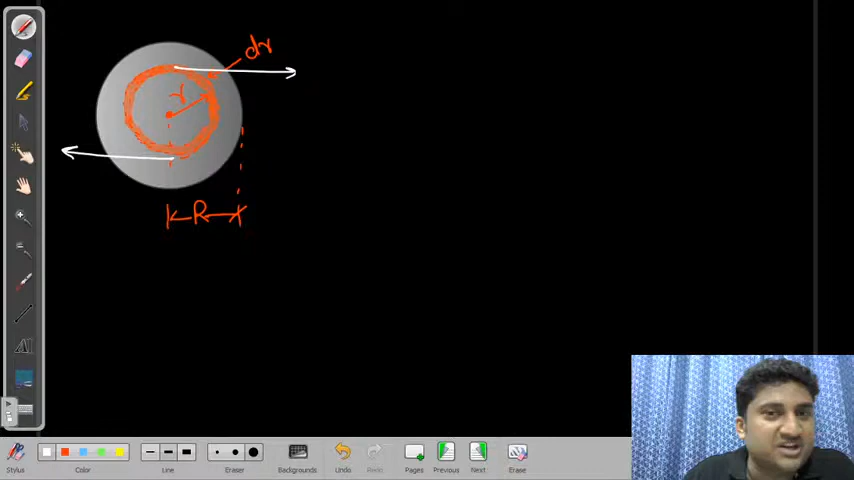 dr
r
R
Stylus
Color
Line
Eraser
Backgrounds
Undo
Redo
Pages
Previous
Next
Erase